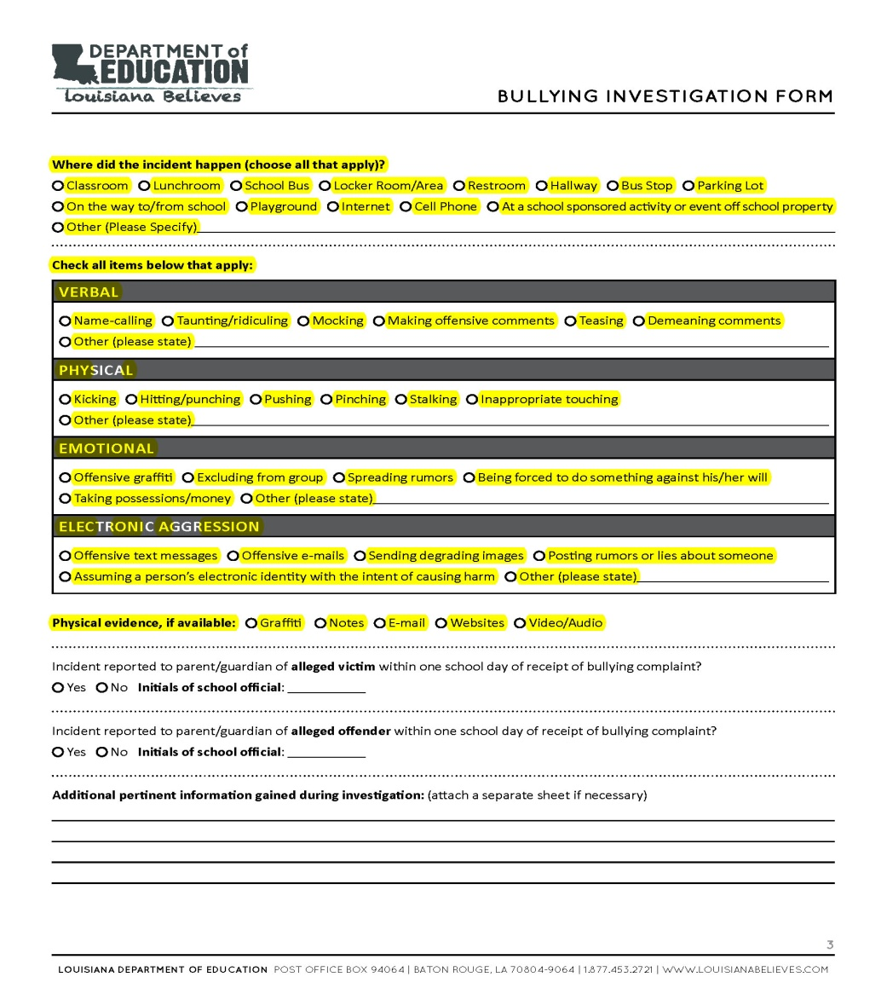 DEPARTMENT of
EDUCATION
Louisiana Believes
BULLYING INVESTIGATION FORM
Where did the incident happen (choose all that apply)?
Classroom Lunchroom School Bus Locker Room/Area Restroom Hallway Bus Stop Parking Lot
On the way to/from school Playground Internet Cell Phone At a school sponsored activity or event off school property
Other (Please Specify)
Check all items below that apply:
VERBAL
Name-calling Taunting/ridiculing Mocking Making offensive comments Teasing Demeaning comments
Other (please state)
PHYSICAL
Kicking Hitting/punching Pushing Pinching Stalking Inappropriate touching
Other (please state)
EMOTIONAL
Offensive graffiti Excluding from group Spreading rumors Being forced to do something against his/her will
Taking possessions/money Other (please state)
ELECTRONIC AGGRESSION
Offensive text messages Offensive e-mails Sending degrading images Posting rumors or lies about someone
Assuming a person's electronic identity with the intent of causing harm Other (please state)
Physical evidence, if available: Graffiti Notes E-mail Websites Video/Audio
Incident reported to parent/guardian of alleged victim within one school day of receipt of bullying complaint?
Yes No Initials of school official:
Incident reported to parent/guardian of alleged offender within one school day of receipt of bullying complaint?
Yes No Initials of school official:
Additional pertinent information gained during investigation: (attach a separate sheet if necessary)
3
LOUISIANA DEPARTMENT OF EDUCATION POST OFFICE BOX 94064 | BATON ROUGE, LA 70804-9064 | 1.877.453.2721 | WWW.LOUISIANABELIEVES.COM